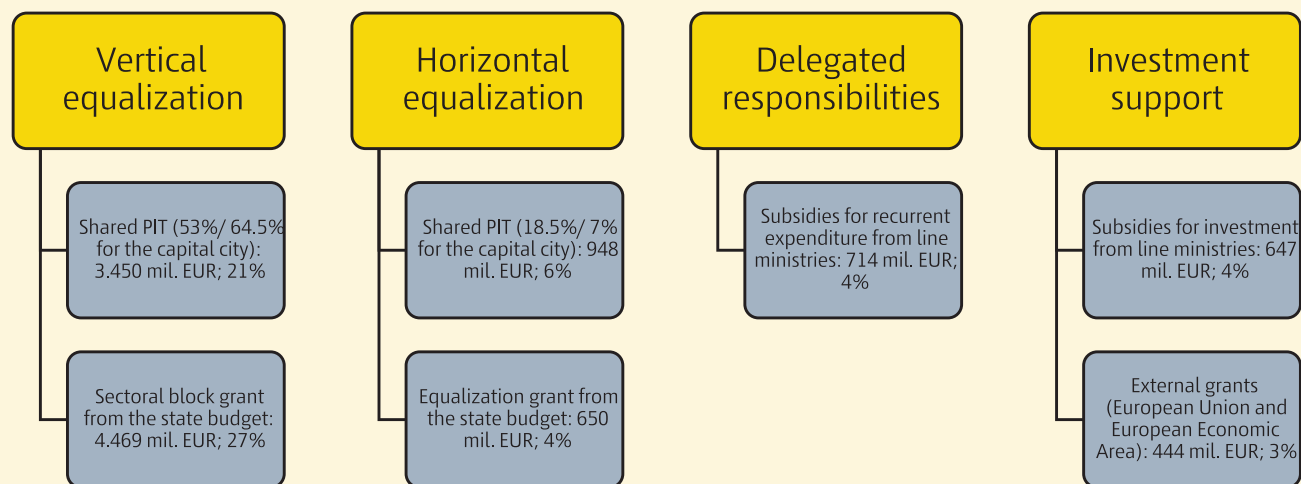 Vertical
equalization
Shared PIT (53%/ 64.5%
for the capital city):
3.450 mil. EUR; 21%
Sectoral block grant
from the state budget:
4.469 mil. EUR; 27%
Horizontal
equalization
Shared PIT (18.5%/ 7%
for the capital city): 948
mil. EUR; 6%
Equalization grant from
the state budget: 650
mil. EUR; 4%
Delegated
responsibilities
Subsidies for recurrent
expenditure from line
ministries: 714 mil. EUR;
4%
Investment
support
Subsidies for investment
from line ministries: 647
mil. EUR; 4%
External grants
(European Union and
European Economic
Area): 444 mil. EUR; 3%